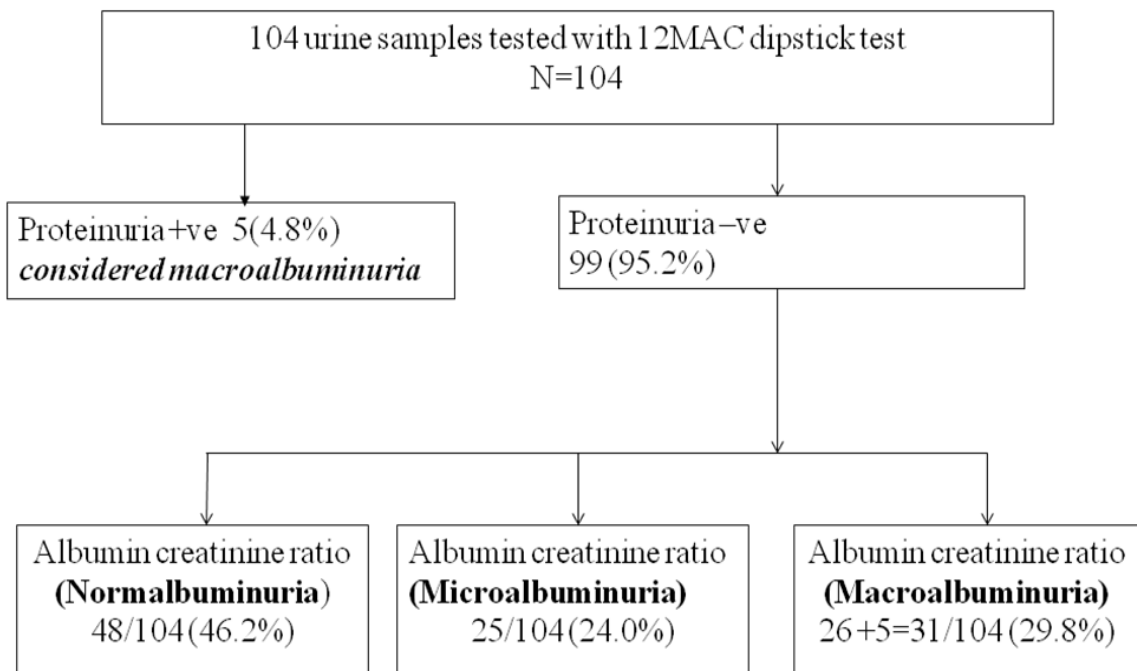 104 urine samples tested with 12MAC dipstick test
N=104
Proteinuria+ve 5(4.8%)
considered macroalbuminuria
Proteinuria–ve
99 (95.2%)
Albumin creatinine ratio
(Normalbuminuria)
48/104 (46.2%)
Albumin creatinine ratio
(Microalbuminuria)
25/104 (24.0%)
Albumin creatinine ratio
(Macroalbuminuria)
26+5=31/104 (29.8%)